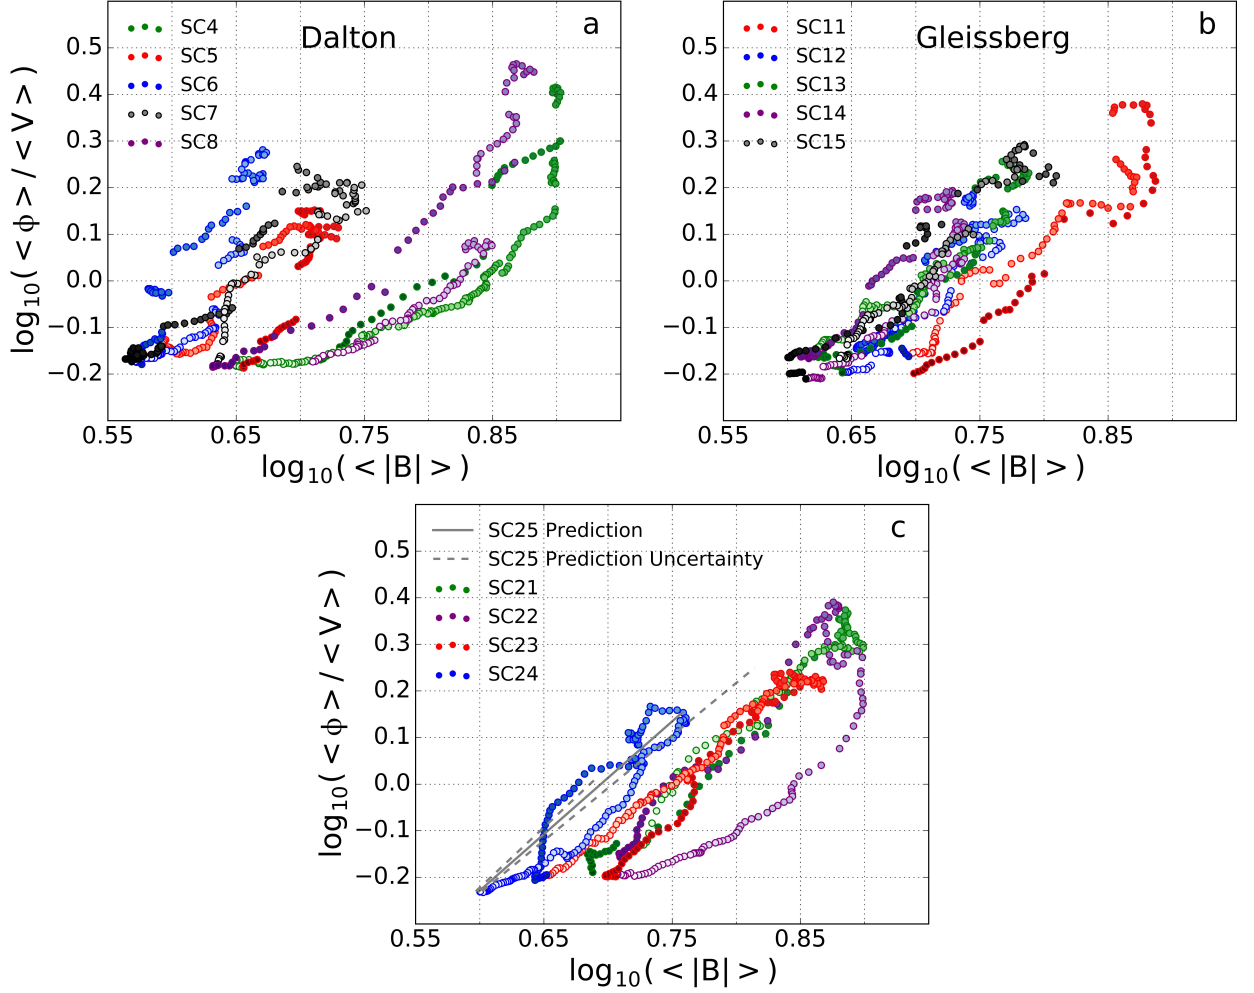 a
Dalton
SC4
SC5
SC6
SC7
SC8
0.5
0.4
0.3
0.2
0.1
0.0
−0.1
−0.2
0.55
0.65
0.75
0.85
log₁₀(<|B|>)
log₁₀(<ϕ>/<V>)
b
Gleissberg
SC11
SC12
SC13
SC14
SC15
0.5
0.4
0.3
0.2
0.1
0.0
−0.1
−0.2
0.55
0.65
0.75
0.85
log₁₀(<|B|>)
log₁₀(<ϕ>/<V>)
c
SC25 Prediction
SC25 Prediction Uncertainty
SC21
SC22
SC23
SC24
0.5
0.4
0.3
0.2
0.1
0.0
−0.1
−0.2
0.55
0.65
0.75
0.85
log₁₀(<|B|>)
log₁₀(<ϕ>/<V>)